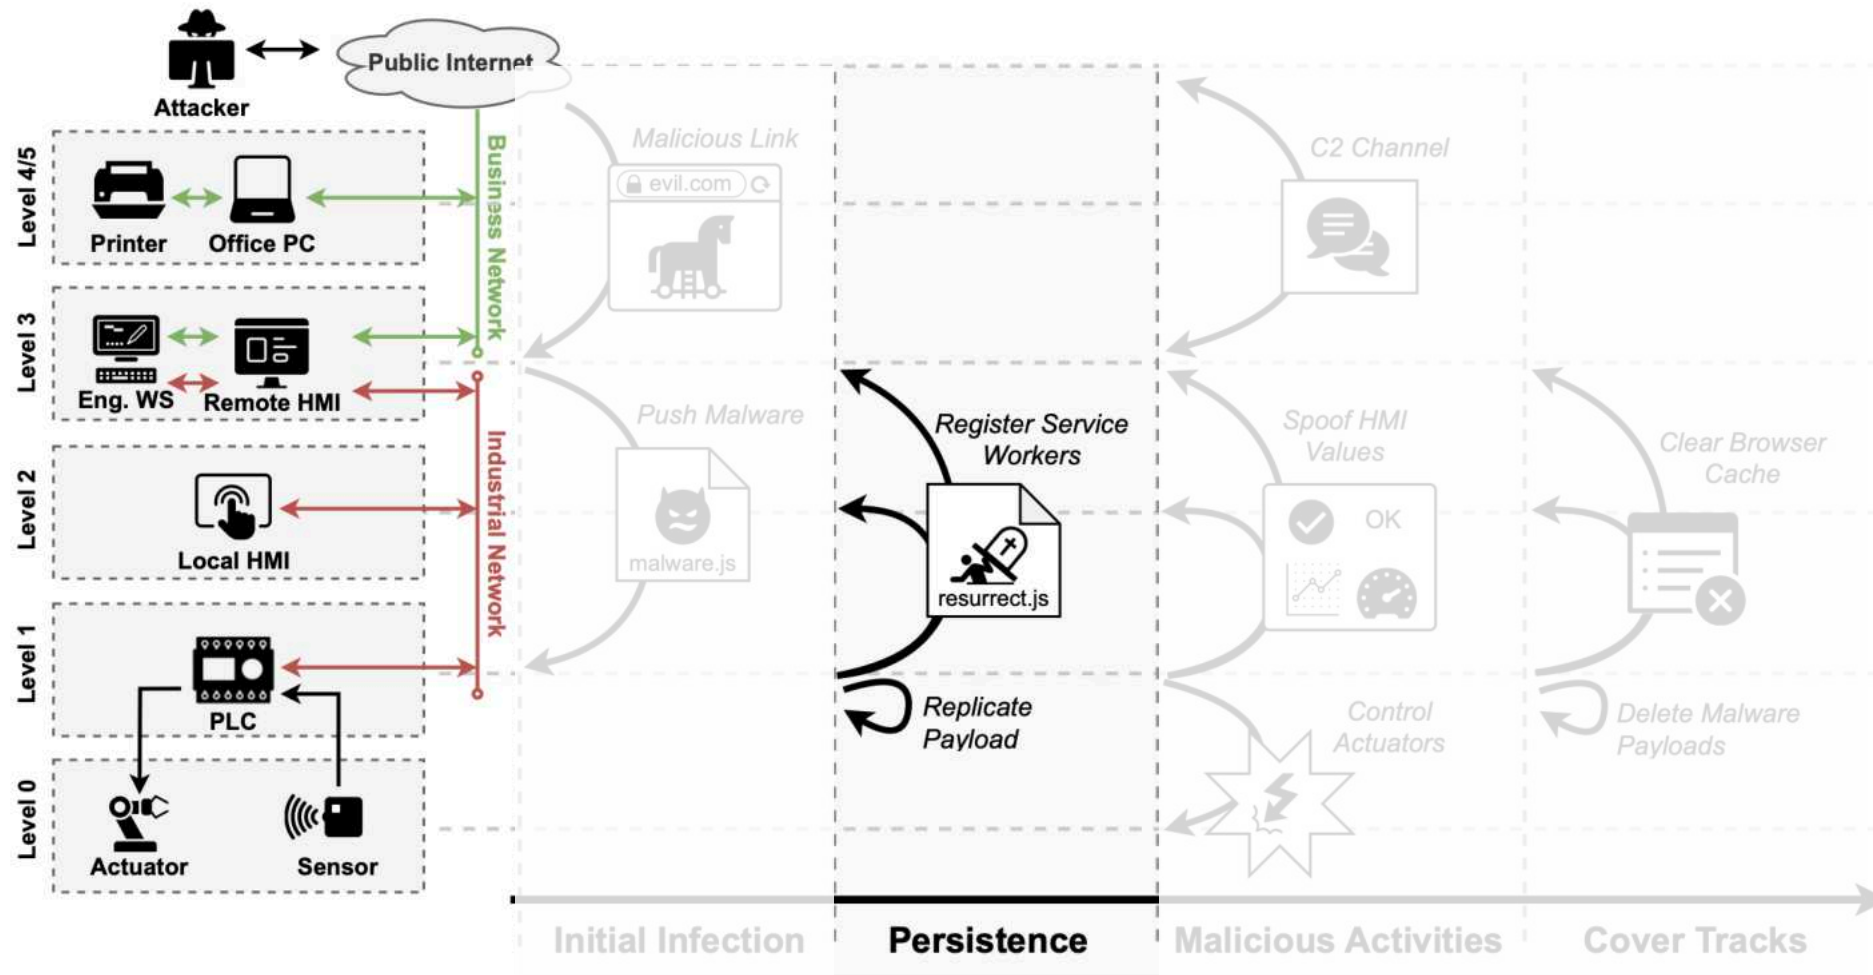 Attacker
Public Internet
Level 4/5
Printer
Office PC
Business Network
Level 3
Eng. WS
Remote HMI
Level 2
Local HMI
Industrial Network
Level 1
PLC
Level 0
Actuator
Sensor
Malicious Link
evil.com
Push Malware
malware.js
Register Service
Workers
resurrect.js
Replicate
Payload
C2 Channel
Spoof HMI
Values
OK
Control
Actuators
Clear Browser
Cache
Delete Malware
Payloads
Initial Infection
Persistence
Malicious Activities
Cover Tracks